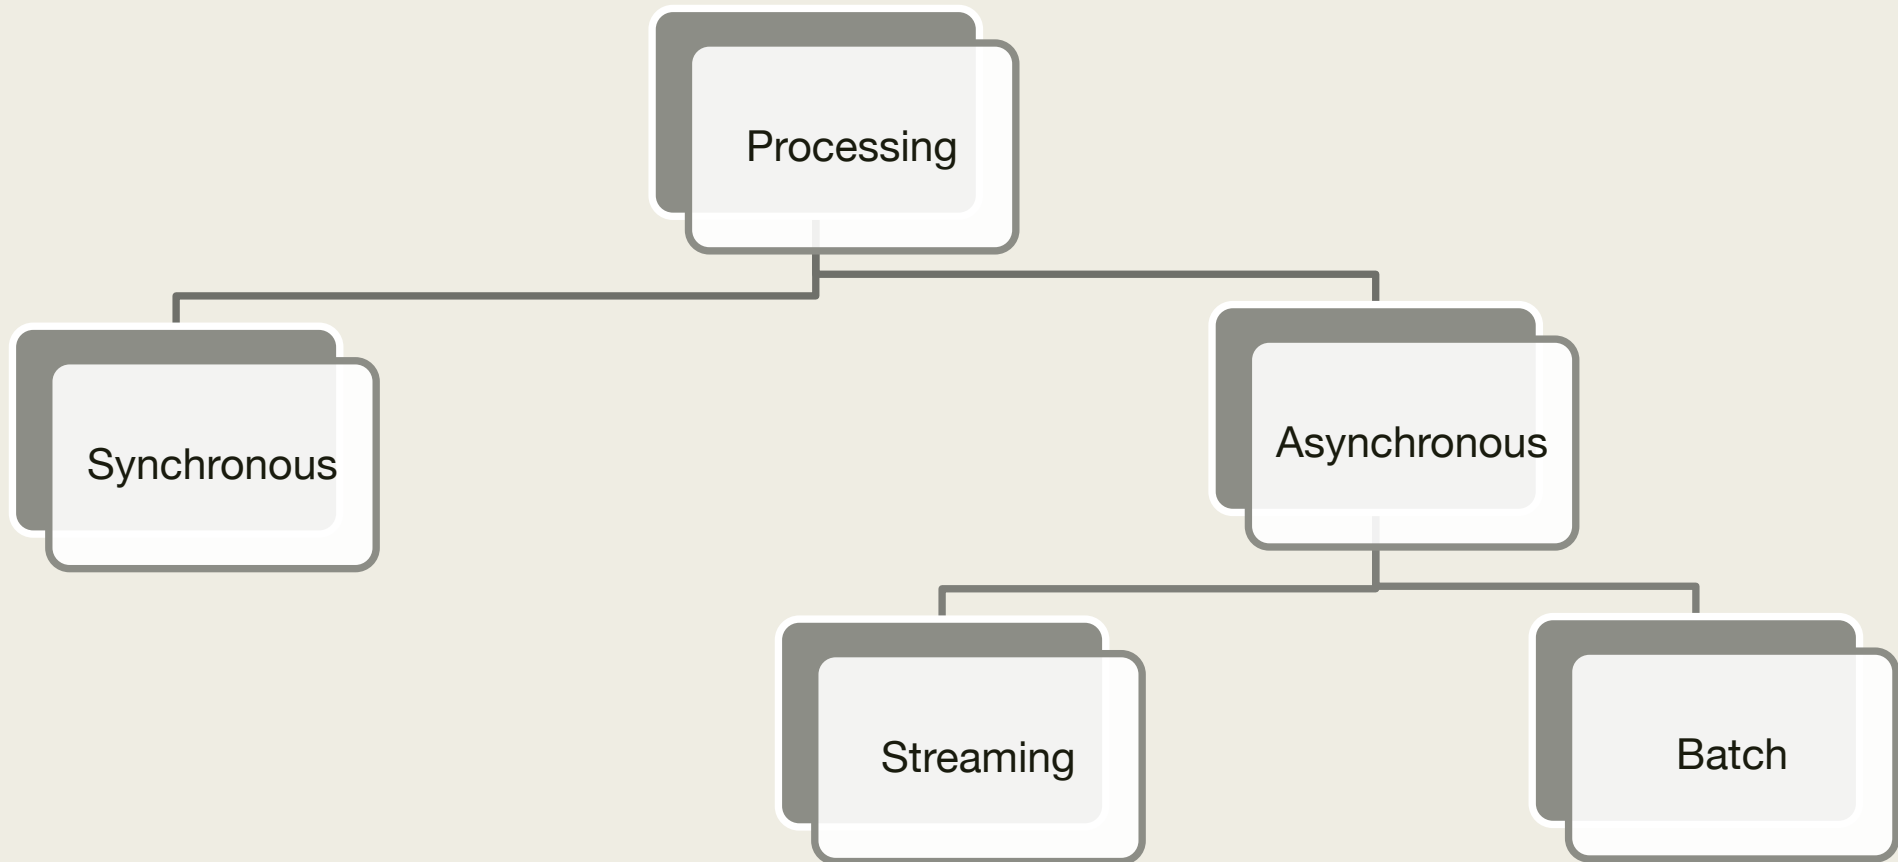 Processing
Synchronous
Asynchronous
Streaming
Batch